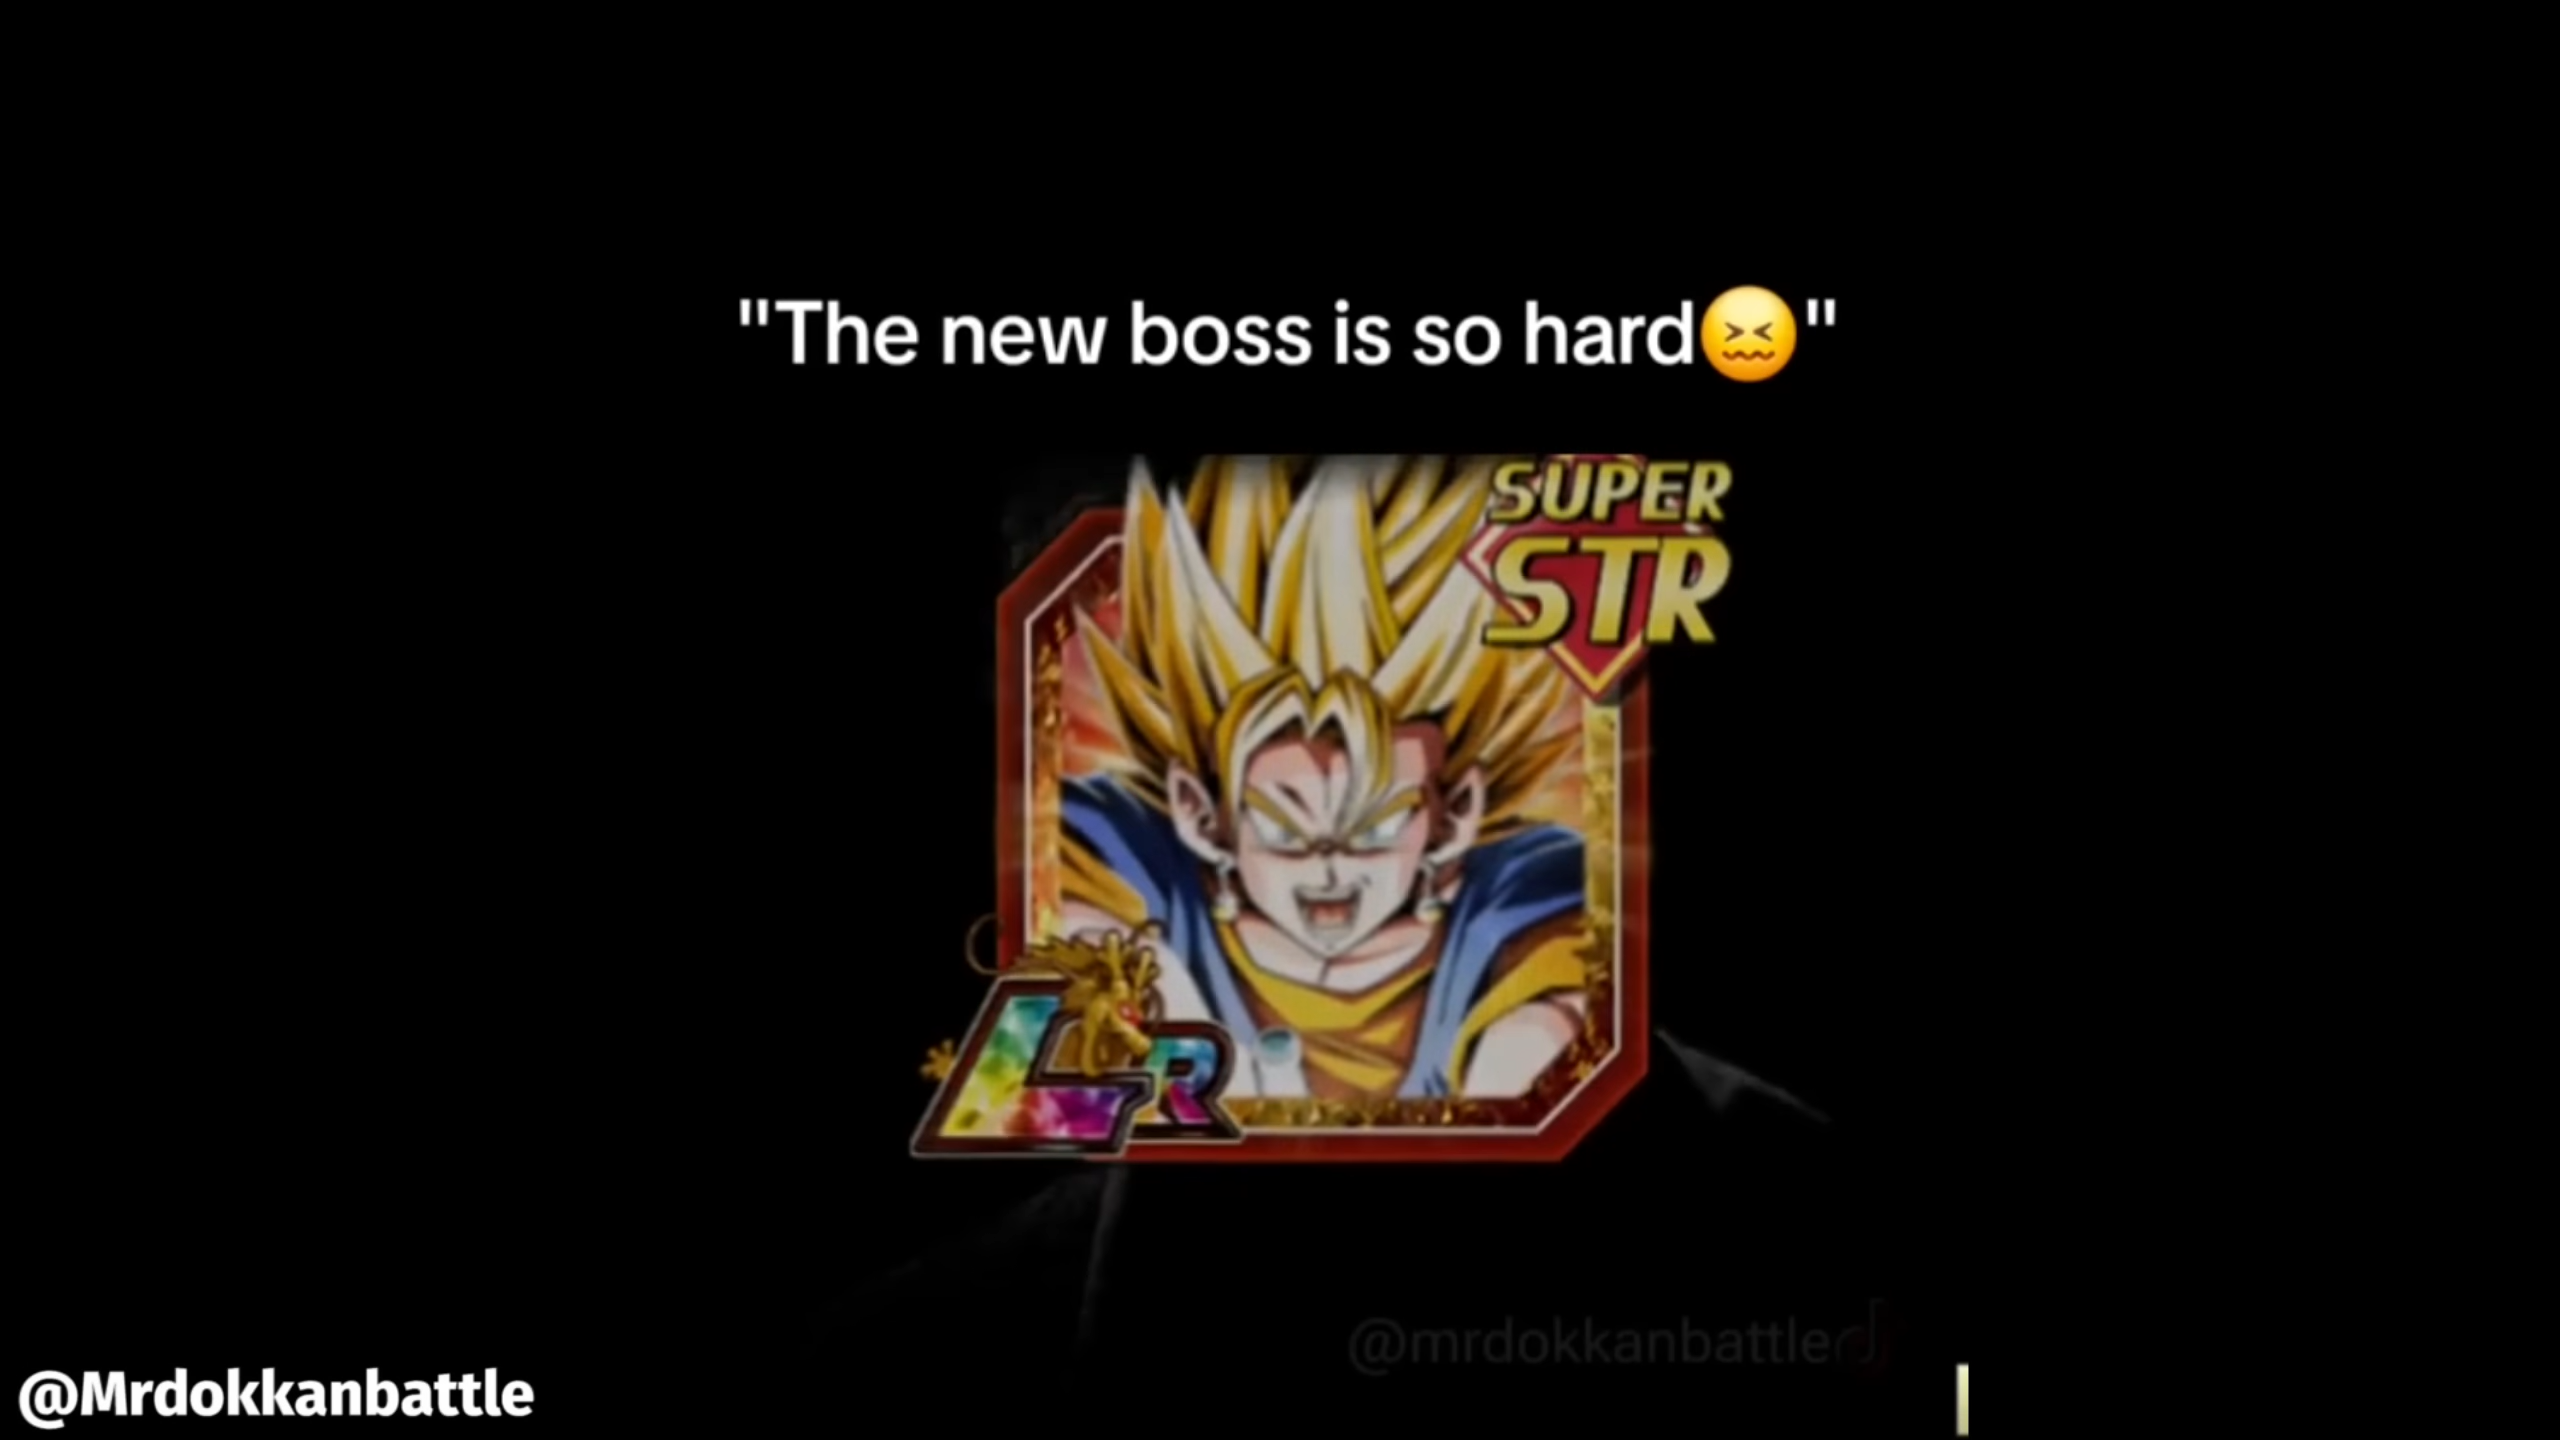 "The new boss is so hard😖"
SUPER
STR
LR
@mrdokkanbattle
@Mrdokkanbattle